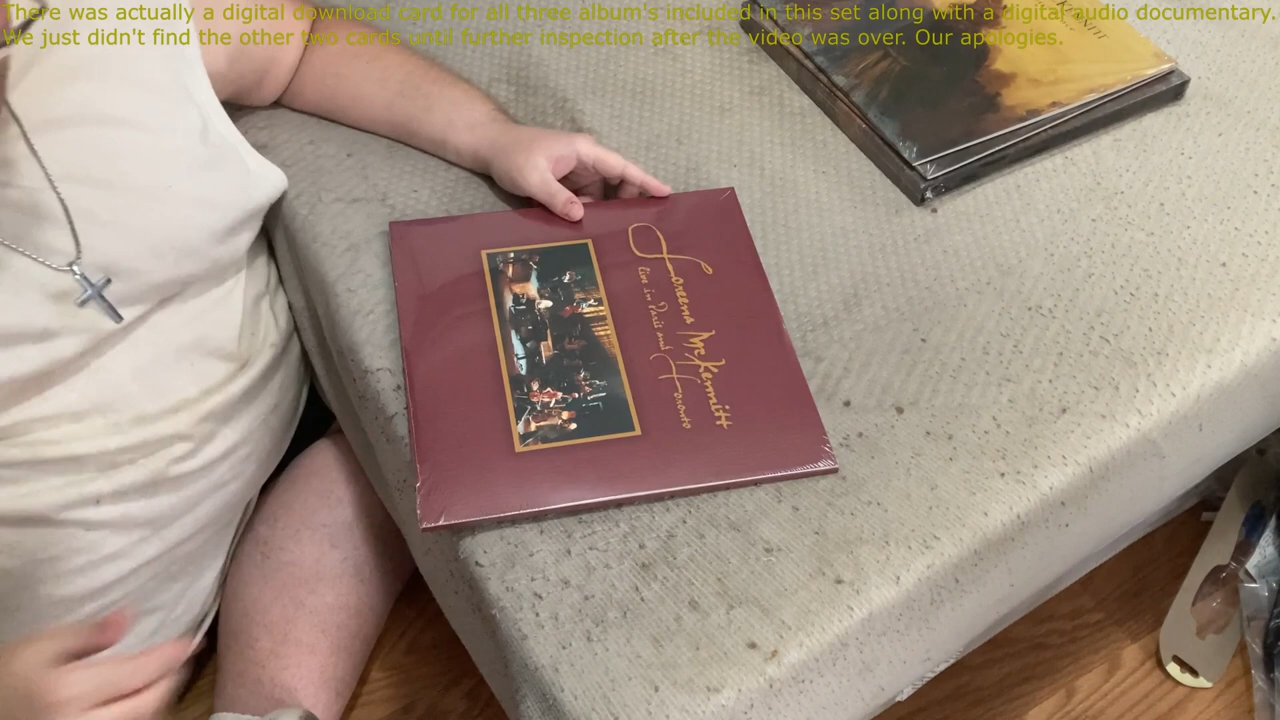 There was actually a digital download card for all three album's included in this set along with a digital audio documentary.
We just didn't find the other two cards until further inspection after the video was over. Our apologies.
Loreena McKennitt
live in Paris and Toronto